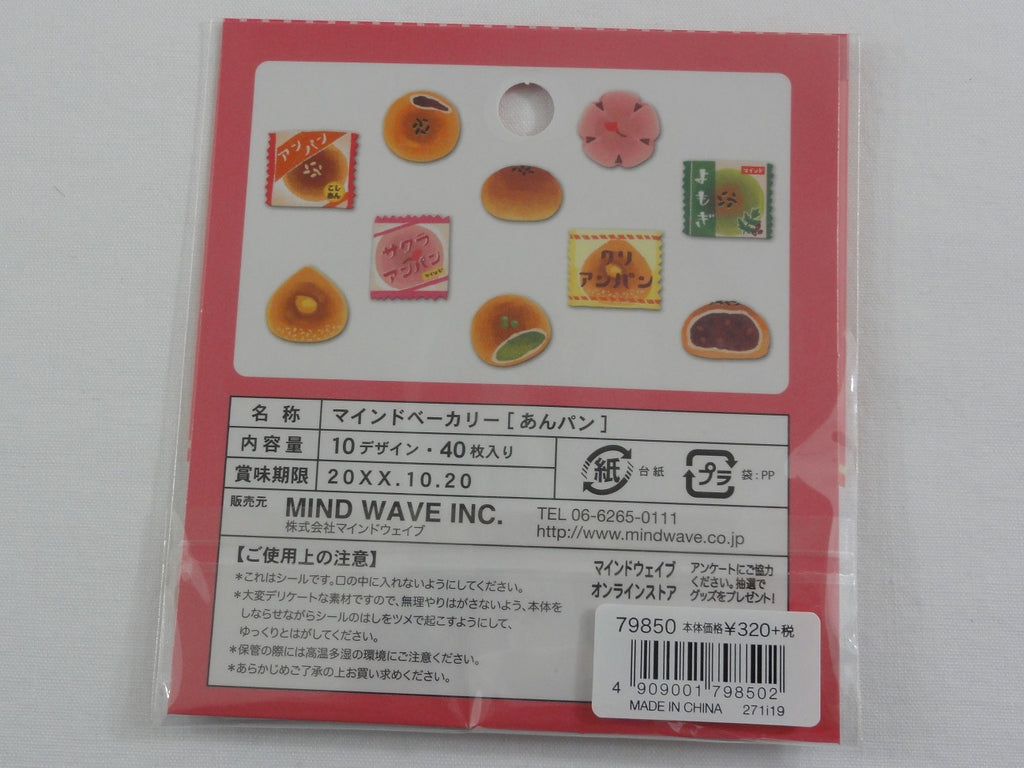 アンパン
こし
あん
よもぎ
マインド
サクラ
アンパン
クリ
アンパン
名称 マインドベーカリー[あんパン]
内容量 10デザイン・40枚入り
賞味期限 20XX.10.20
紙 台紙 プラ 袋:PP
販売元 MIND WAVE INC.
株式会社マインドウェイブ
TEL 06-6265-0111
http://www.mindwave.co.jp
【ご使用上の注意】
*これはシールです。口の中に入れないようにしてください。
*大変デリケートな素材ですので、無理やりはがさないよう、本体を
しならせながらシールのはしをツメで起こすようにして、
ゆっくりとはがしてください。
*保管の際には高温多湿の環境にご注意ください。
*あらかじめご了承の上お買い求めください。
マインドウェイブ
オンラインストア
アンケートにご協力
ください。抽選で
グッズをプレゼント!
79850 本体価格¥320+税
4 909001 798502
MADE IN CHINA 271i19